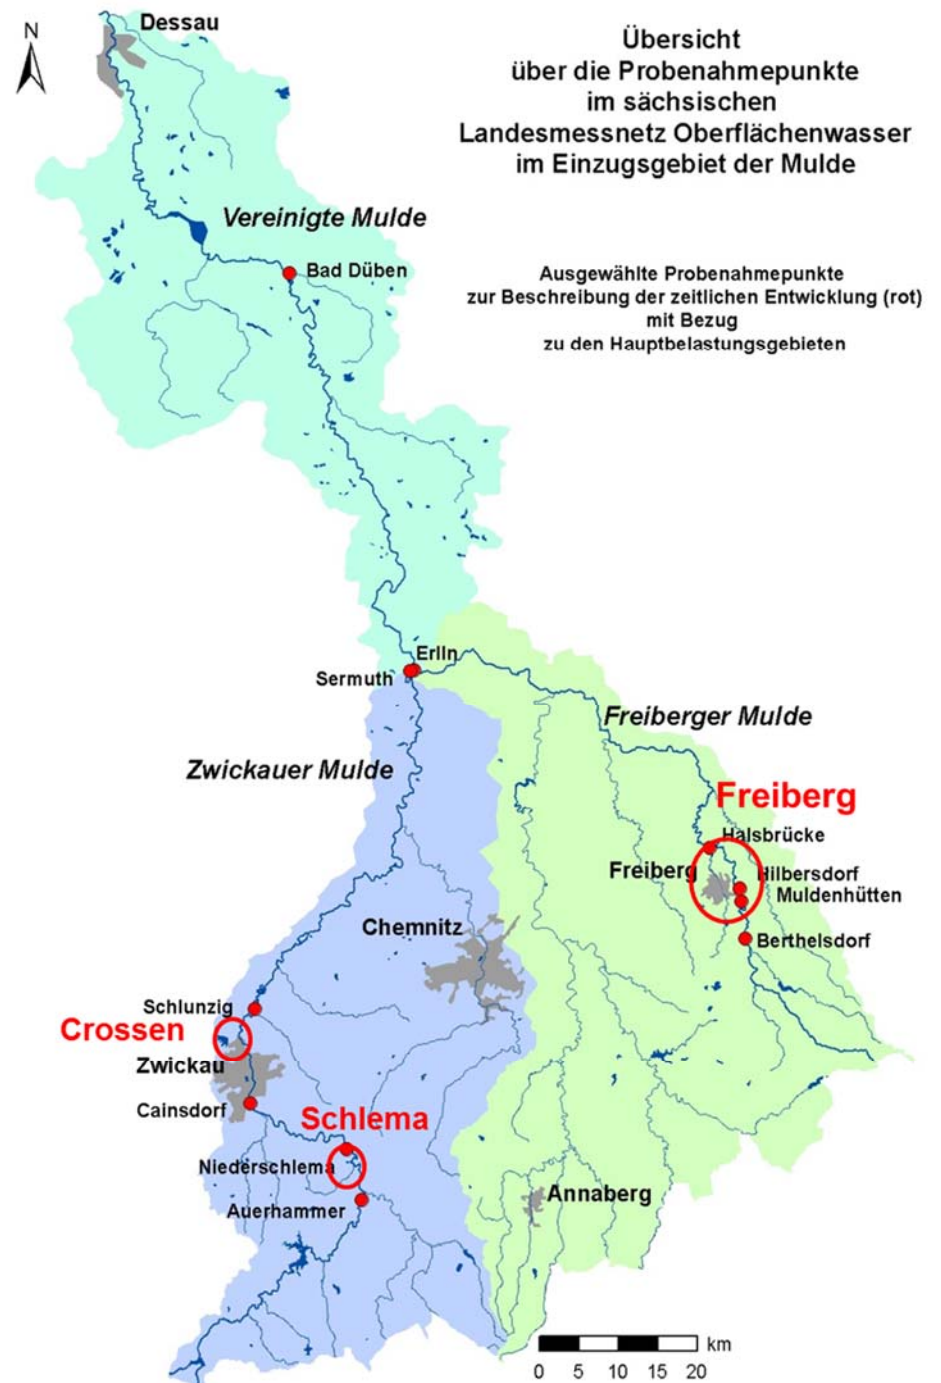 N
Dessau
Übersicht
über die Probenahmepunkte
im sächsischen
Landesmessnetz Oberflächenwasser
im Einzugsgebiet der Mulde
Vereinigte Mulde
Bad Düben
Ausgewählte Probenahmepunkte
zur Beschreibung der zeitlichen Entwicklung (rot)
mit Bezug
zu den Hauptbelastungsgebieten
Erlln
Sermuth
Freiberger Mulde
Zwickauer Mulde
Freiberg
Halsbrücke
Freiberg
Hilbersdorf
Muldenhütten
Chemnitz
Berthelsdorf
Schlunzig
Crossen
Zwickau
Cainsdorf
Schlema
Niederschlema
Annaberg
Auerhammer
km
0 5 10 15 20